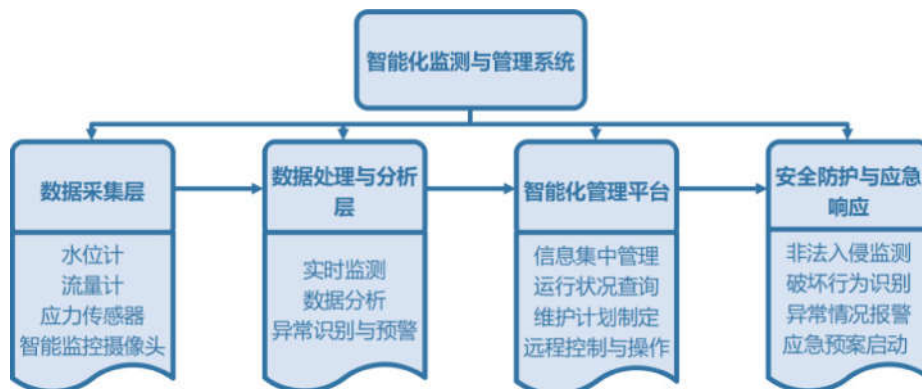 智能化监测与管理系统
数据采集层
水位计
流量计
应力传感器
智能监控摄像头
数据处理与分析
层
实时监测
数据分析
异常识别与预警
智能化管理平台
信息集中管理
运行状况查询
维护计划制定
远程控制与操作
安全防护与应急
响应
非法入侵监测
破坏行为识别
异常情况报警
应急预案启动